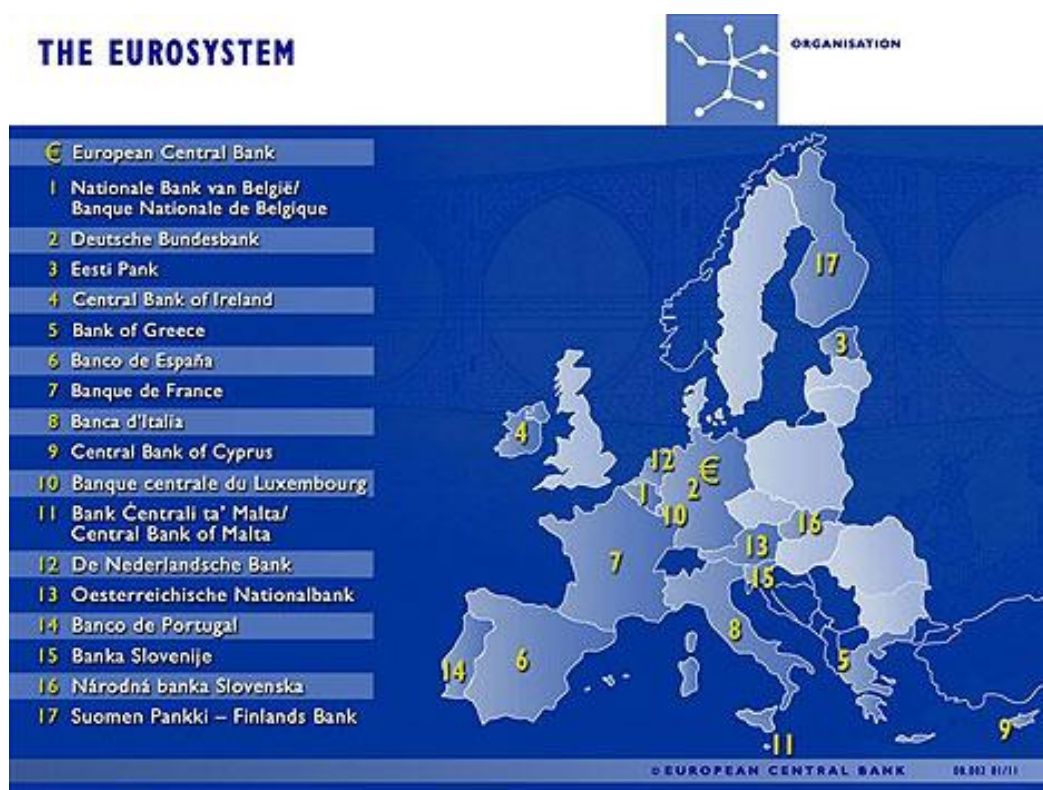 THE EUROSYSTEM
ORGANISATION
€ European Central Bank
1 Nationale Bank van België/
Banque Nationale de Belgique
2 Deutsche Bundesbank
3 Eesti Pank
4 Central Bank of Ireland
5 Bank of Greece
6 Banco de España
7 Banque de France
8 Banca d'Italia
9 Central Bank of Cyprus
10 Banque centrale du Luxembourg
11 Bank Ċentrali ta' Malta/
Central Bank of Malta
12 De Nederlandsche Bank
13 Oesterreichische Nationalbank
14 Banco de Portugal
15 Banka Slovenije
16 Národná banka Slovenska
17 Suomen Pankki – Finlands Bank
17
3
4
12
€
1
2
10
16
13
7
15
8
6
14
5
9
11
© EUROPEAN CENTRAL BANK